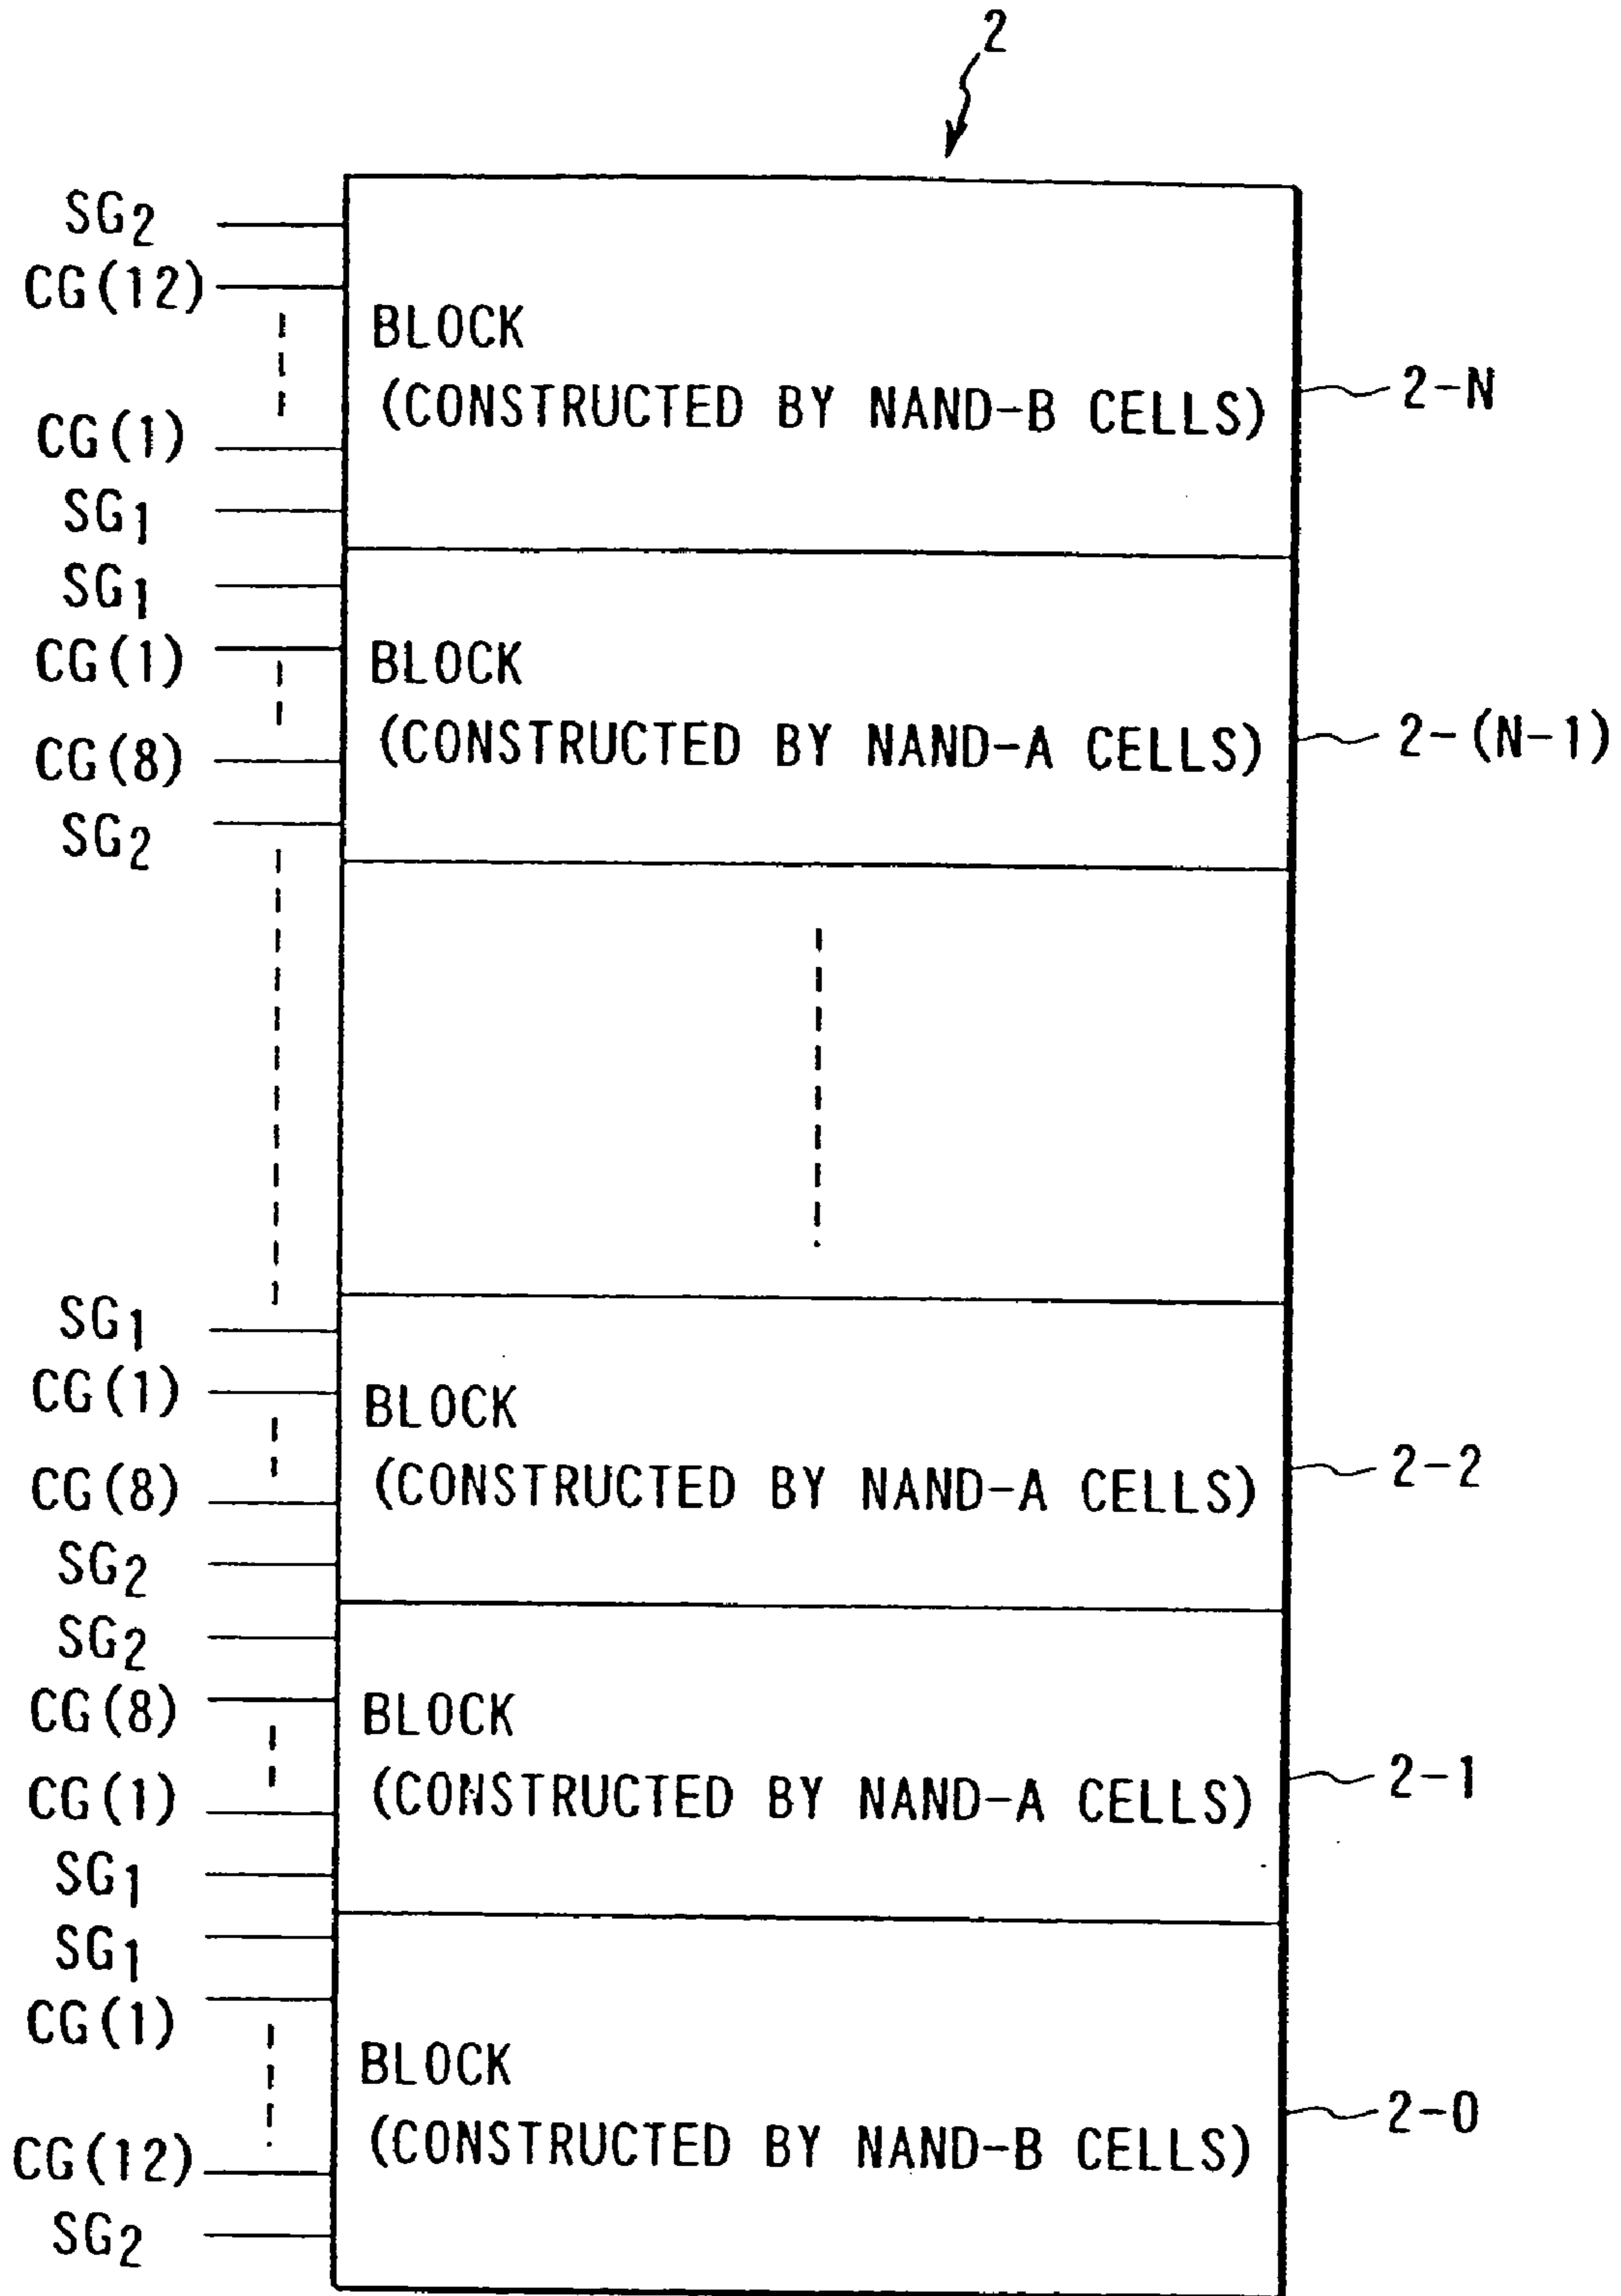 2
SG2
CG(12)
BLOCK
(CONSTRUCTED BY NAND-B CELLS)
2-N
CG(1)
SG1
SG1
CG(1)
BLOCK
(CONSTRUCTED BY NAND-A CELLS)
2-(N-1)
CG(8)
SG2
SG1
CG(1)
BLOCK
(CONSTRUCTED BY NAND-A CELLS)
2-2
CG(8)
SG2
SG2
CG(8)
BLOCK
(CONSTRUCTED BY NAND-A CELLS)
2-1
CG(1)
SG1
SG1
CG(1)
BLOCK
(CONSTRUCTED BY NAND-B CELLS)
2-0
CG(12)
SG2